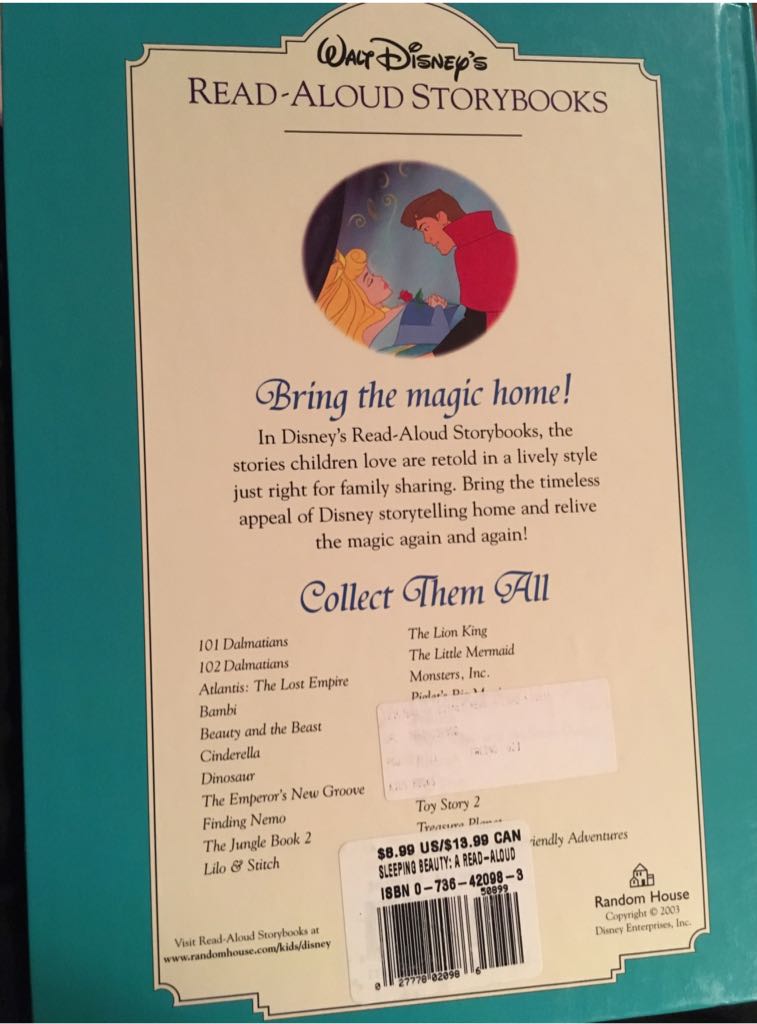 WALT DISNEY'S
READ-ALOUD STORYBOOKS
Bring the magic home!
In Disney's Read-Aloud Storybooks, the
stories children love are retold in a lively style
just right for family sharing. Bring the timeless
appeal of Disney storytelling home and relive
the magic again and again!
Collect Them All
101 Dalmatians
102 Dalmatians
Atlantis: The Lost Empire
Bambi
Beauty and the Beast
Cinderella
Dinosaur
The Emperor's New Groove
Finding Nemo
The Jungle Book 2
Lilo & Stitch
The Lion King
The Little Mermaid
Monsters, Inc.
Toy Story 2
Treasure
Friendly Adventures
$8.99 US/$13.99 CAN
SLEEPING BEAUTY: A READ-ALOUD
ISBN 0-736-42098-3
50899
0 27778 02098 6
Visit Read-Aloud Storybooks at
www.randomhouse.com/kids/disney
Random House
Copyright © 2003
Disney Enterprises, Inc.